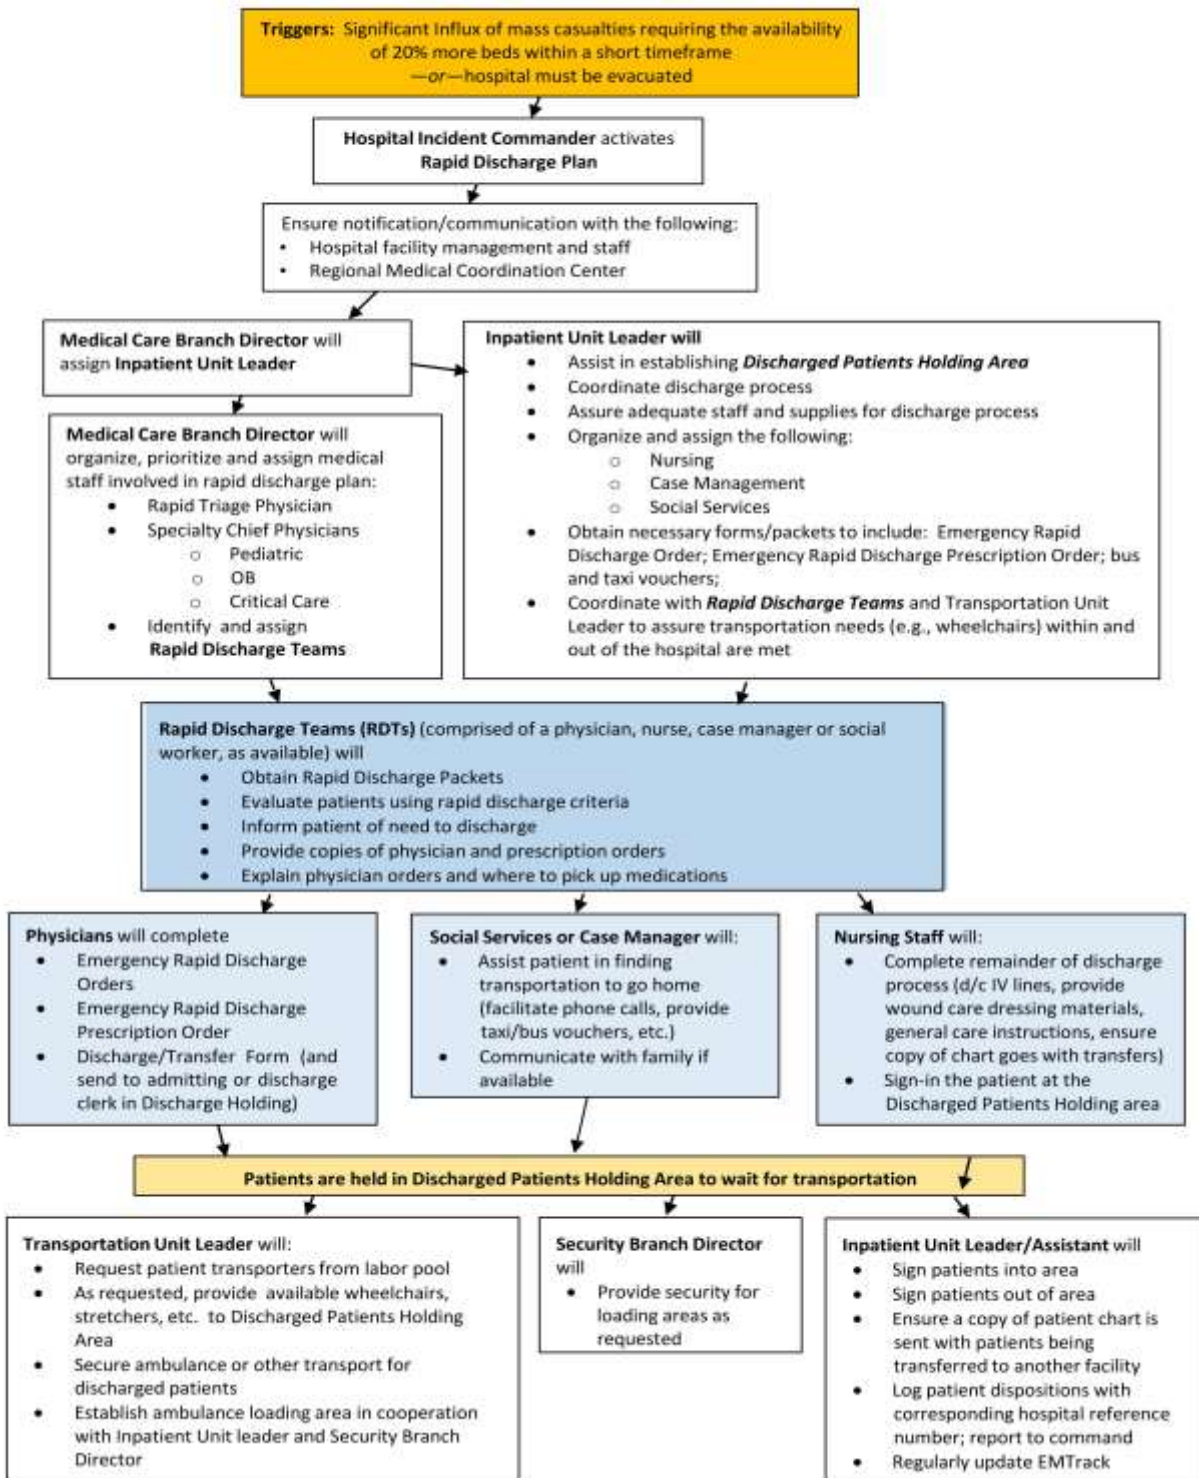 Triggers: Significant Influx of mass casualties requiring the availability
of 20% more beds within a short timeframe
—or—hospital must be evacuated
Hospital Incident Commander activates
Rapid Discharge Plan
Ensure notification/communication with the following:
• Hospital facility management and staff
• Regional Medical Coordination Center
Medical Care Branch Director will
assign Inpatient Unit Leader
Inpatient Unit Leader will
• Assist in establishing Discharged Patients Holding Area
• Coordinate discharge process
• Assure adequate staff and supplies for discharge process
• Organize and assign the following:
○ Nursing
○ Case Management
○ Social Services
• Obtain necessary forms/packets to include: Emergency Rapid
Discharge Order; Emergency Rapid Discharge Prescription Order; bus
and taxi vouchers;
• Coordinate with Rapid Discharge Teams and Transportation Unit
Leader to assure transportation needs (e.g., wheelchairs) within and
out of the hospital are met
Medical Care Branch Director will
organize, prioritize and assign medical
staff involved in rapid discharge plan:
• Rapid Triage Physician
• Specialty Chief Physicians
○ Pediatric
○ OB
○ Critical Care
• Identify and assign
Rapid Discharge Teams
Rapid Discharge Teams (RDTs) (comprised of a physician, nurse, case manager or social
worker, as available) will
• Obtain Rapid Discharge Packets
• Evaluate patients using rapid discharge criteria
• Inform patient of need to discharge
• Provide copies of physician and prescription orders
• Explain physician orders and where to pick up medications
Physicians will complete
• Emergency Rapid Discharge
Orders
• Emergency Rapid Discharge
Prescription Order
• Discharge/Transfer Form (and
send to admitting or discharge
clerk in Discharge Holding)
Social Services or Case Manager will:
• Assist patient in finding
transportation to go home
(facilitate phone calls, provide
taxi/bus vouchers, etc.)
• Communicate with family if
available
Nursing Staff will:
• Complete remainder of discharge
process (d/c IV lines, provide
wound care dressing materials,
general care instructions, ensure
copy of chart goes with transfers)
• Sign-in the patient at the
Discharged Patients Holding area
Patients are held in Discharged Patients Holding Area to wait for transportation
Transportation Unit Leader will:
• Request patient transporters from labor pool
• As requested, provide available wheelchairs,
stretchers, etc. to Discharged Patients Holding
Area
• Secure ambulance or other transport for
discharged patients
• Establish ambulance loading area in cooperation
with Inpatient Unit leader and Security Branch
Director
Security Branch Director
will
• Provide security for
loading areas as
requested
Inpatient Unit Leader/Assistant will
• Sign patients into area
• Sign patients out of area
• Ensure a copy of patient chart is
sent with patients being
transferred to another facility
• Log patient dispositions with
corresponding hospital reference
number; report to command
• Regularly update EMTrack